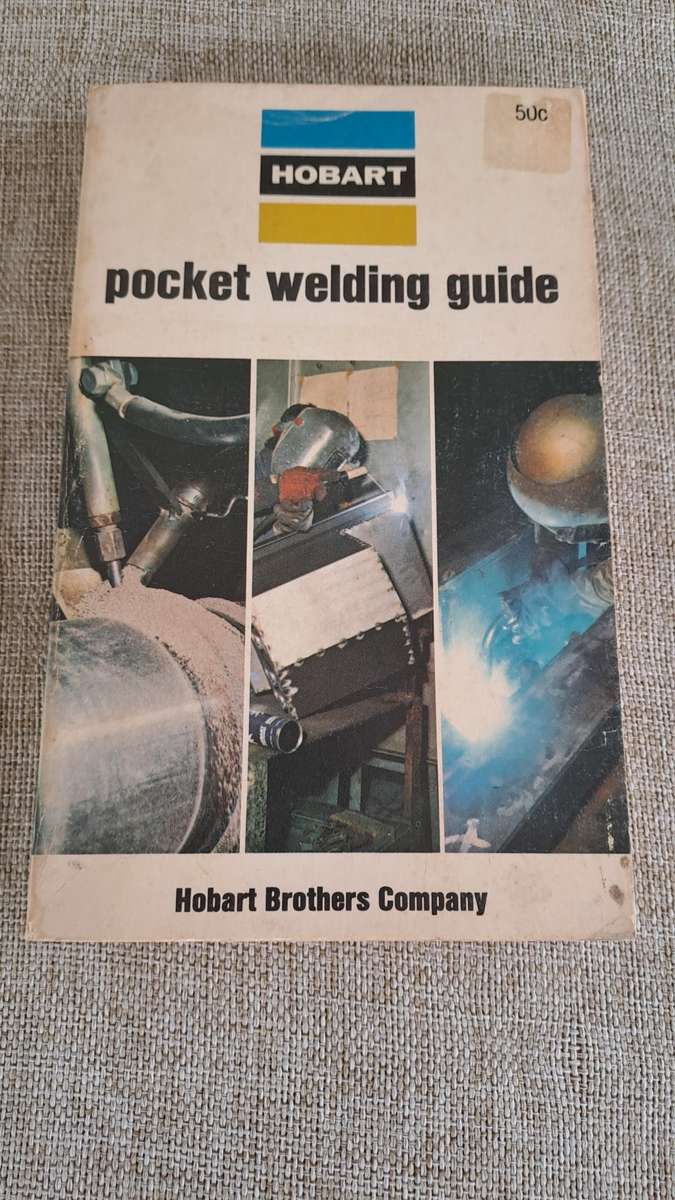 50c
HOBART
pocket welding guide
Hobart Brothers Company